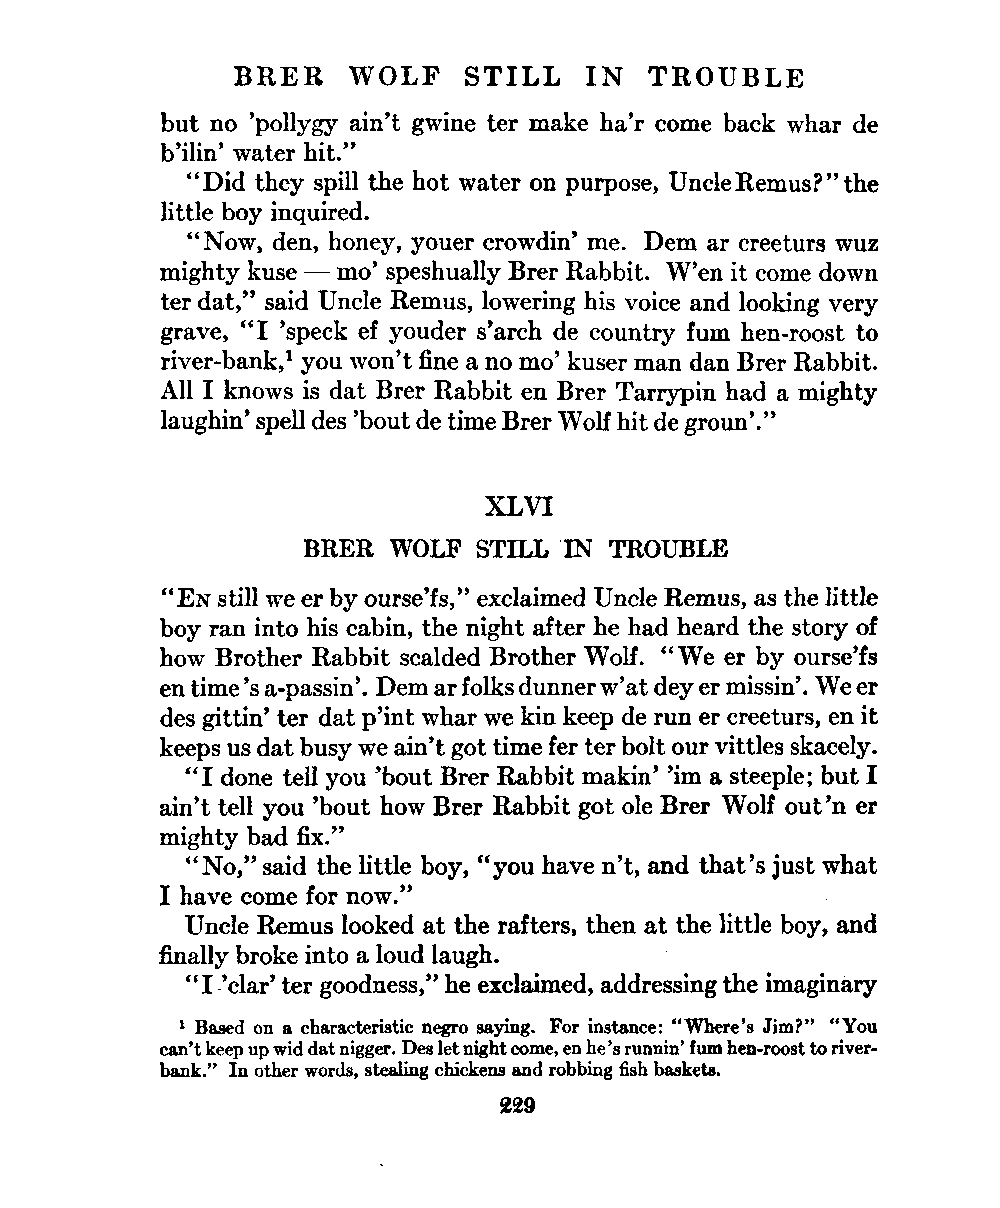 BRER WOLF STILL IN TROUBLE
but no ’pollygy ain’t gwine ter make ha’r come back whar de
b’ilin’ water hit.”
“Did they spill the hot water on purpose, Uncle Remus?” the
little boy inquired.
“Now, den, honey, youer crowdin’ me. Dem ar creeturs wuz
mighty kuse — mo’ speshually Brer Rabbit. W’en it come down
ter dat,” said Uncle Remus, lowering his voice and looking very
grave, “I ’speck ef youder s’arch de country fum hen-roost to
river-bank,¹ you won’t fine a no mo’ kuser man dan Brer Rabbit.
All I knows is dat Brer Rabbit en Brer Tarrypin had a mighty
laughin’ spell des ’bout de time Brer Wolf hit de groun’.”
XLVI
BRER WOLF STILL IN TROUBLE
“EN still we er by ourse’fs,” exclaimed Uncle Remus, as the little
boy ran into his cabin, the night after he had heard the story of
how Brother Rabbit scalded Brother Wolf. “We er by ourse’fs
en time’s a-passin’. Dem ar folks dunner w’at dey er missin’. We er
des gittin’ ter dat p’int whar we kin keep de run er creeturs, en it
keeps us dat busy we ain’t got time fer ter bolt our vittles skacely.
“I done tell you ’bout Brer Rabbit makin’ ’im a steeple; but I
ain’t tell you ’bout how Brer Rabbit got ole Brer Wolf out’n er
mighty bad fix.”
“No,” said the little boy, “you have n’t, and that’s just what
I have come for now.”
Uncle Remus looked at the rafters, then at the little boy, and
finally broke into a loud laugh.
“I ’clar’ ter goodness,” he exclaimed, addressing the imaginary
¹ Based on a characteristic negro saying. For instance: “Where’s Jim?” “You
can’t keep up wid dat nigger. Des let night come, en he’s runnin’ fum hen-roost to river-
bank.” In other words, stealing chickens and robbing fish baskets.
229